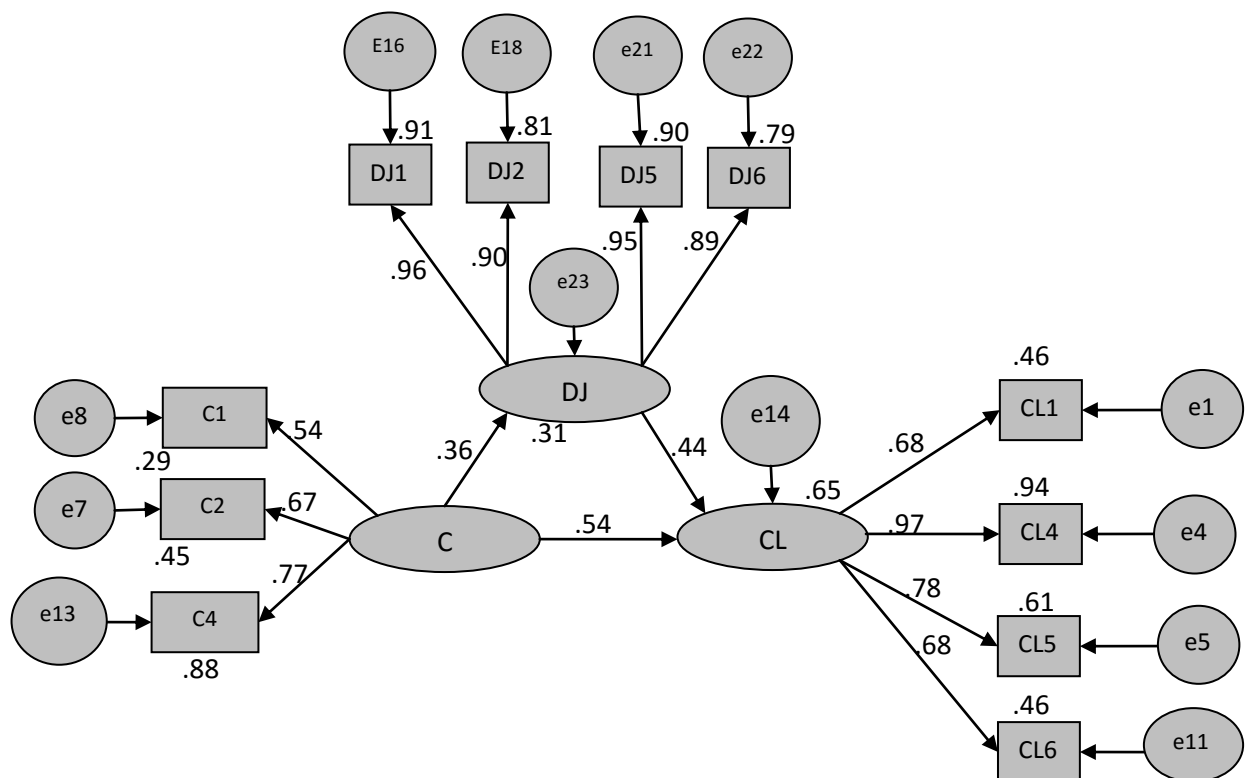 E16
E18
e21
e22
.91
.81
.90
.79
DJ1
DJ2
DJ5
DJ6
.96
.90
.95
.89
e23
DJ
.31
.46
e8
C1
.54
.29
e14
CL1
e1
.36
.44
.68
e7
C2
.67
.45
.65
.94
C
.54
CL
.97
CL4
e4
.77
e13
C4
.88
.78
.61
.68
CL5
e5
.46
CL6
e11